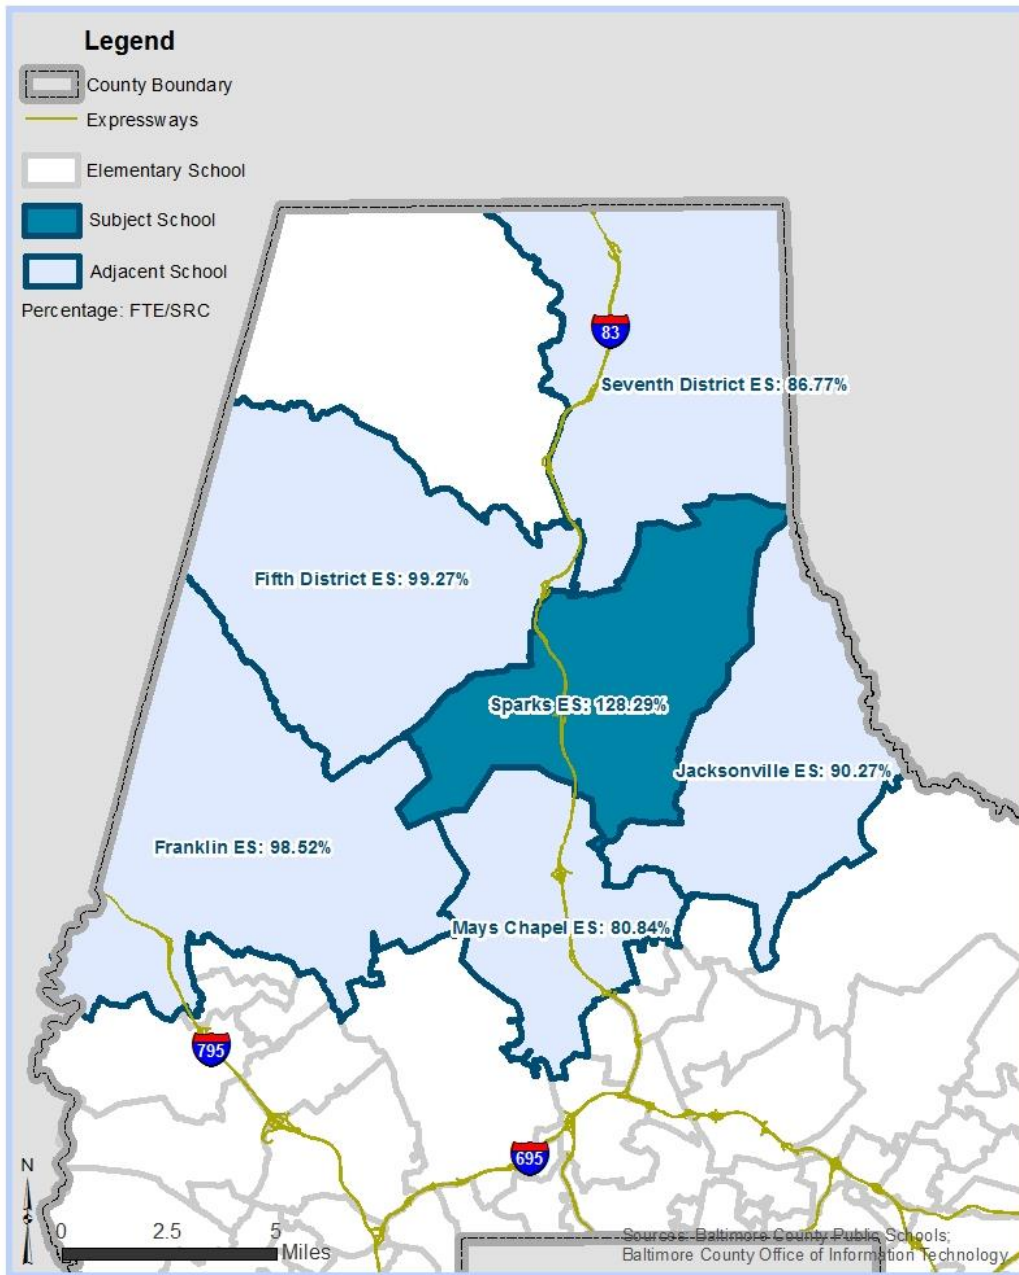 Legend
County Boundary
Expressways
Elementary School
Subject School
Adjacent School
Percentage: FTE/SRC
83
Seventh District ES: 86.77%
Fifth District ES: 99.27%
Sparks ES: 128.29%
Jacksonville ES: 90.27%
Franklin ES: 98.52%
Mays Chapel ES: 80.84%
795
695
N
0 2.5 5
Miles
Sources: Baltimore County Public Schools;
Baltimore County Office of Information Technology